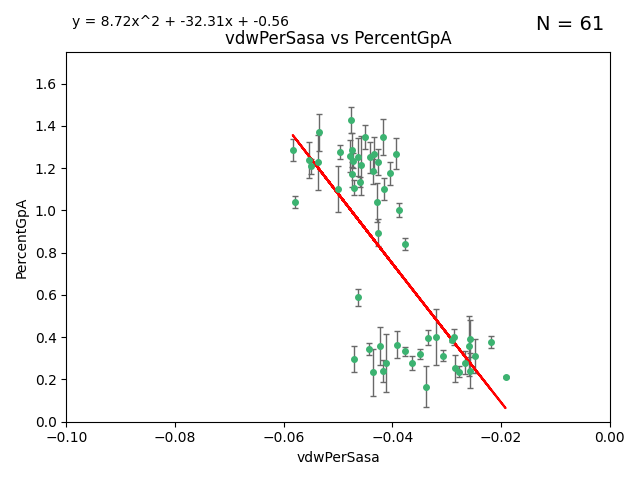 y = 8.72x^2 + -32.31x + -0.56
N = 61
vdwPerSasa vs PercentGpA
1.6
1.4
1.2
1.0
0.8
0.6
0.4
0.2
0.0
PercentGpA
−0.10 −0.08 −0.06 −0.04 −0.02 0.00
vdwPerSasa